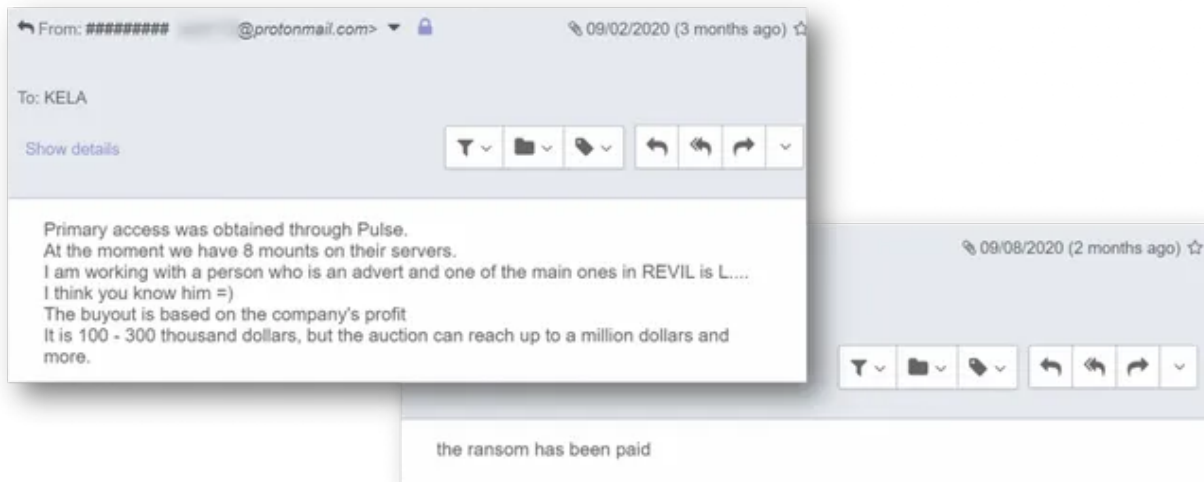 From: ######### @protonmail.com>
09/02/2020 (3 months ago)
To: KELA
Show details
Primary access was obtained through Pulse.
At the moment we have 8 mounts on their servers.
I am working with a person who is an advert and one of the main ones in REVIL is L....
I think you know him =)
The buyout is based on the company's profit
It is 100 - 300 thousand dollars, but the auction can reach up to a million dollars and
more.
09/08/2020 (2 months ago)
the ransom has been paid